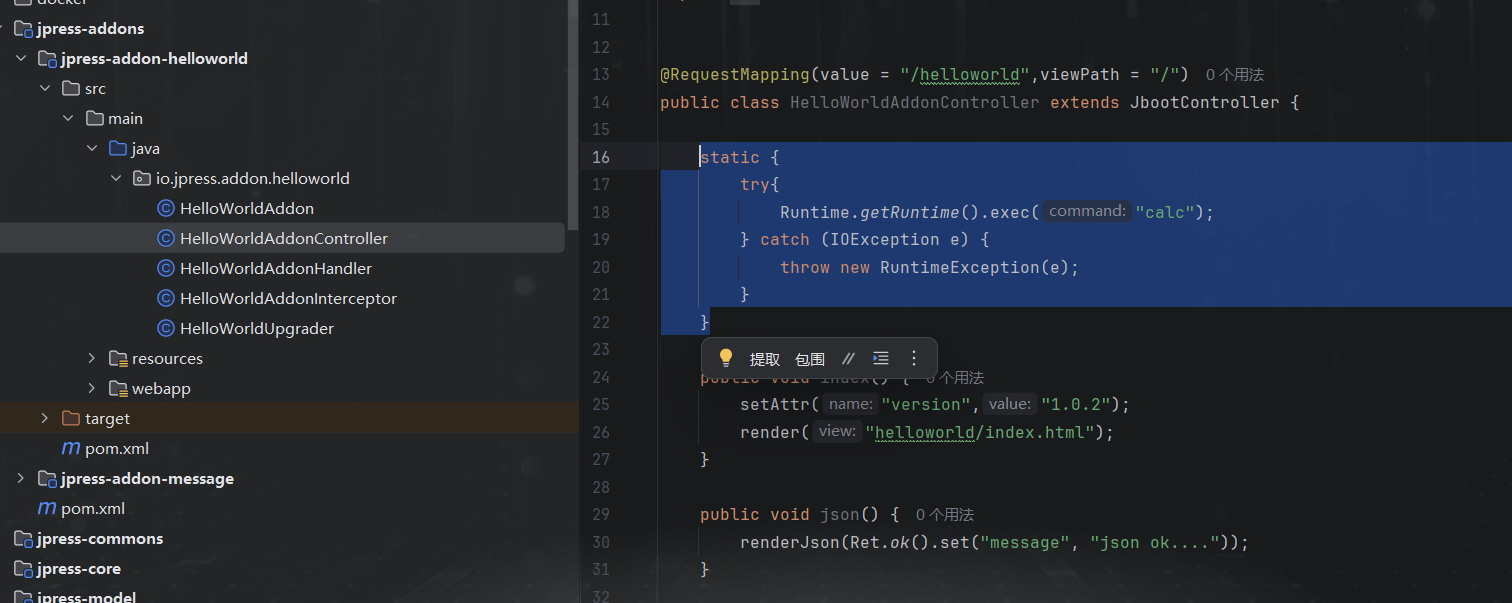 docker
jpress-addons
jpress-addon-helloworld
src
main
java
io.jpress.addon.helloworld
HelloWorldAddon
HelloWorldAddonController
HelloWorldAddonHandler
HelloWorldAddonInterceptor
HelloWorldUpgrader
resources
webapp
target
pom.xml
jpress-addon-message
pom.xml
jpress-commons
jpress-core
jpress-model
11
12
13 @RequestMapping(value = "/helloworld",viewPath = "/") 0 个用法
14 public class HelloWorldAddonController extends JbootController {
15
16 static {
17 try{
18 Runtime.getRuntime().exec( command: "calc");
19 } catch (IOException e) {
20 throw new RuntimeException(e);
21 }
22 }
23
提取 包围 //
24 public void index() { 0 个用法
25 setAttr( name: "version", value: "1.0.2");
26 render( view: "helloworld/index.html");
27 }
28
29 public void json() { 0 个用法
30 renderJson(Ret.ok().set("message", "json ok...."));
31 }
32